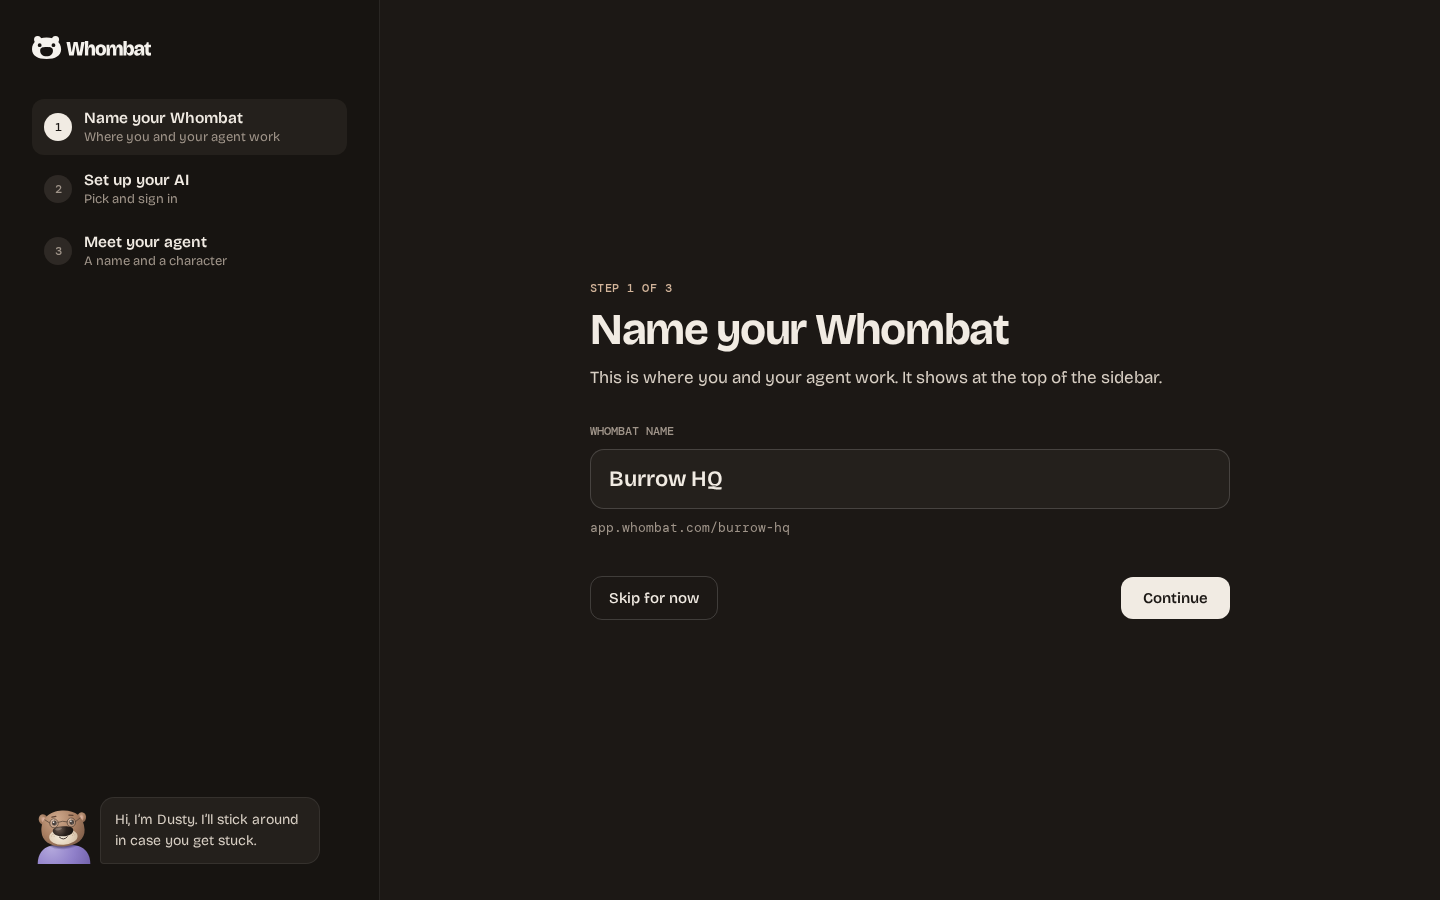 Whombat
1
Name your Whombat
Where you and your agent work
2
Set up your AI
Pick and sign in
3
Meet your agent
A name and a character
STEP 1 OF 3
Name your Whombat
This is where you and your agent work. It shows at the top of the sidebar.
WHOMBAT NAME
Burrow HQ
app.whombat.com/burrow-hq
Skip for now
Continue
Hi, I'm Dusty. I'll stick around
in case you get stuck.